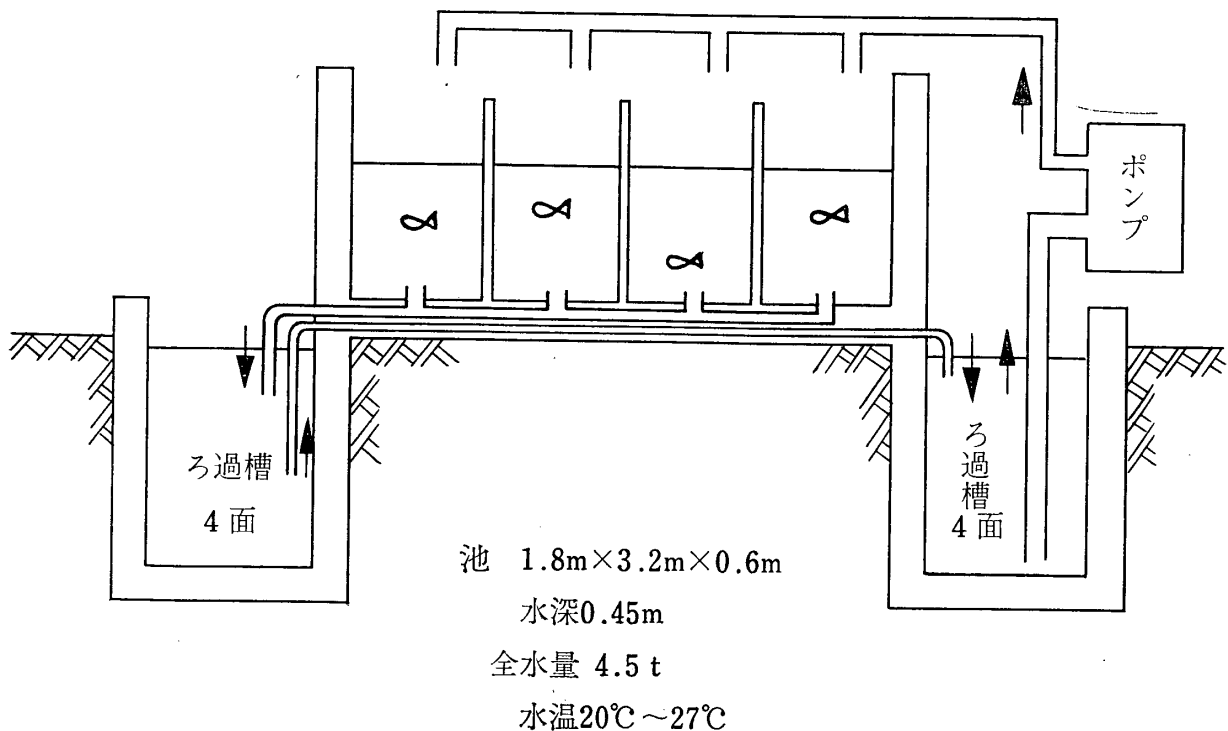 ポンプ
ろ過槽
4面
ろ過槽
4面
池 1.8m×3.2m×0.6m
水深0.45m
全水量 4.5t
水温20℃~27℃